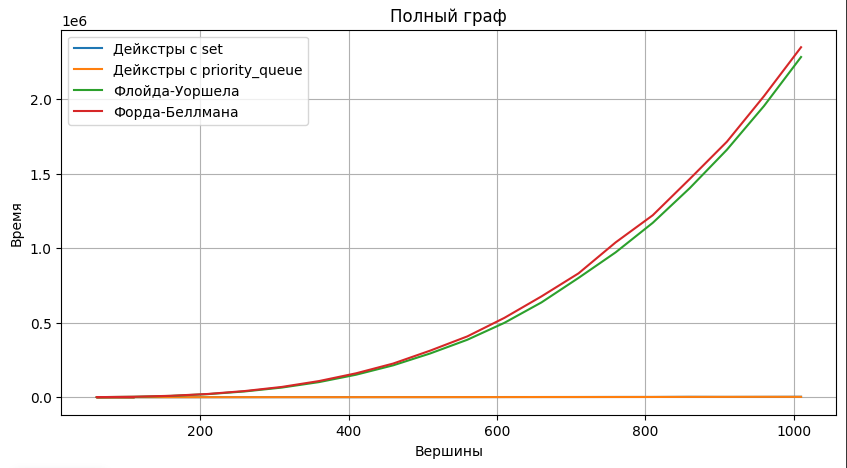 Полный граф
1e6
Дейкстры с set
Дейкстры с priority_queue
Флойда-Уоршела
Форда-Беллмана
2.0
1.5
1.0
0.5
0.0
Время
200 400 600 800 1000
Вершины